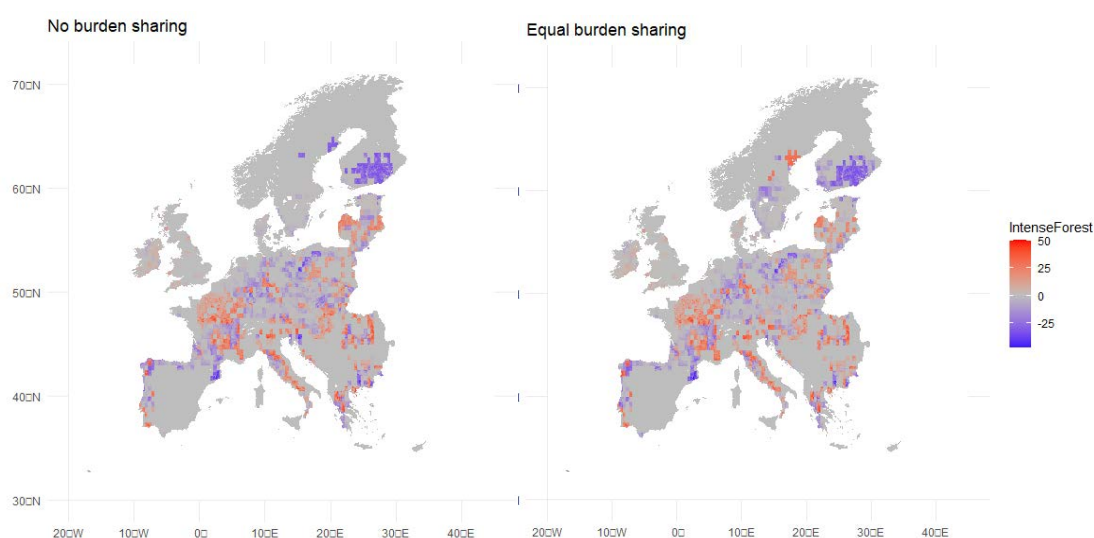 No burden sharing
Equal burden sharing
70□N
60□N
50□N
40□N
30□N
20□W 10□W 0□ 10□E 20□E 30□E 40□E
20□W 10□W 0□ 10□E 20□E 30□E 40□E
IntenseForest
50
25
0
-25